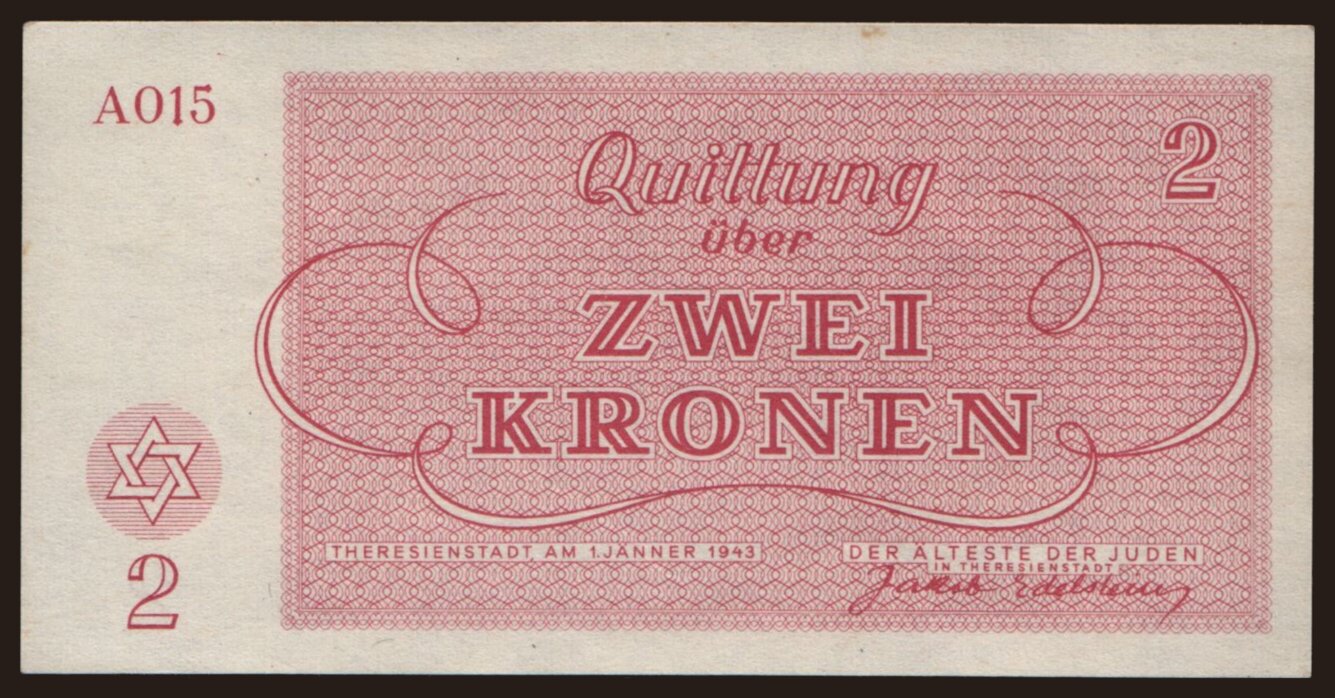 A015
2
Quittung
über
ZWEI
KRONEN
THERESIENSTADT, AM 1. JÄNNER 1943
DER ÄLTESTE DER JUDEN
IN THERESIENSTADT
Jakob Edelstein
2